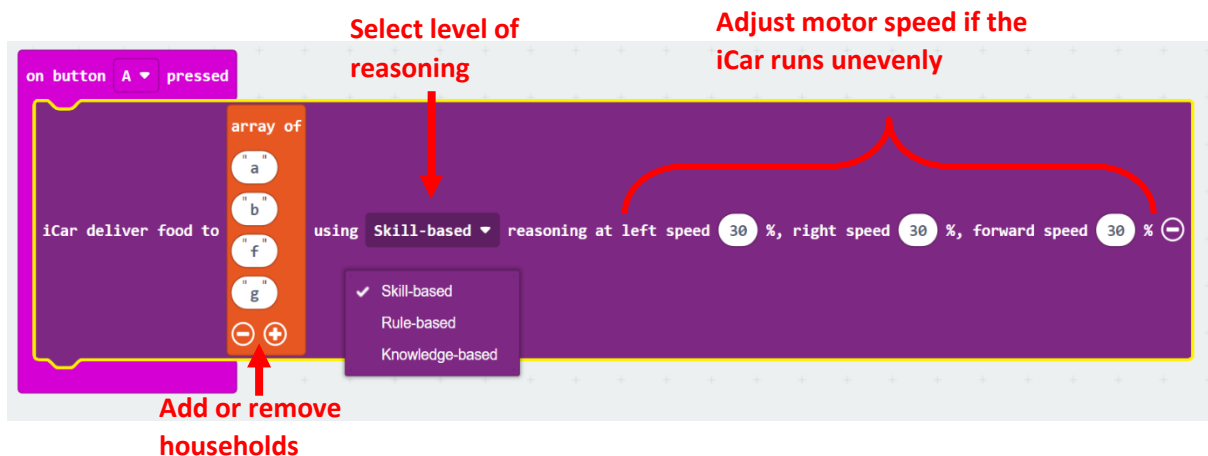 Select level of
reasoning
Adjust motor speed if the
iCar runs unevenly
on button A pressed
array of
"a"
"b"
"f"
"g"
iCar deliver food to using Skill-based reasoning at left speed 30 %, right speed 30 %, forward speed 30 %
Skill-based
Rule-based
Knowledge-based
Add or remove
households